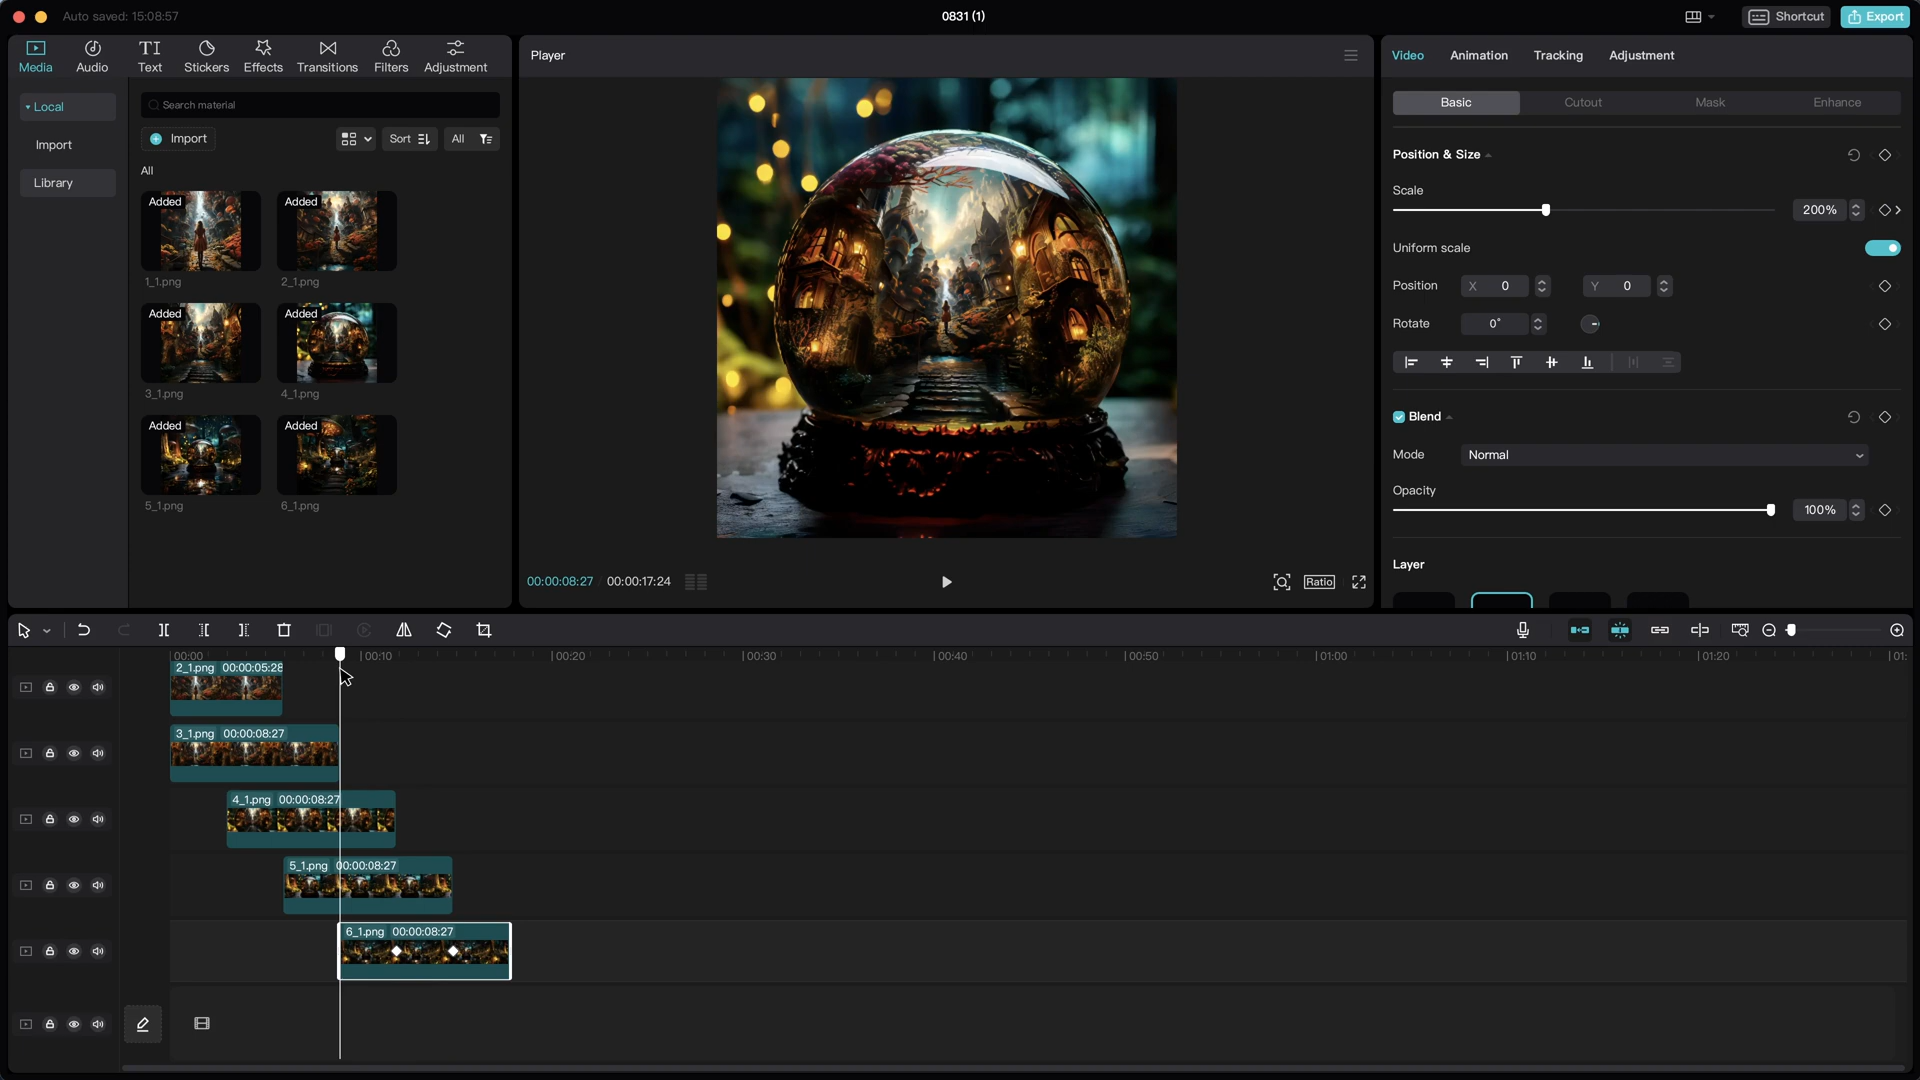 Auto saved: 15:08:57
0831 (1)
Shortcut
Export
Media
Audio
TI
Text
Stickers
Effects
Transitions
Filters
Adjustment
Local
Import
Library
Search material
Import
Sort
All
All
Added
1_1.png
Added
2_1.png
Added
3_1.png
Added
4_1.png
Added
5_1.png
Added
6_1.png
Player
00:00:08:27
00:00:17:24
Ratio
Video
Animation
Tracking
Adjustment
Basic
Cutout
Mask
Enhance
Position & Size
Scale
200%
Uniform scale
Position
X 0
Y 0
Rotate
0°
Blend
Mode
Normal
Opacity
100%
Layer
00:00
00:10
00:20
00:30
00:40
00:50
01:00
01:10
01:20
01:
2_1.png 00:00:05:28
3_1.png 00:00:08:27
4_1.png 00:00:08:27
5_1.png 00:00:08:27
6_1.png 00:00:08:27